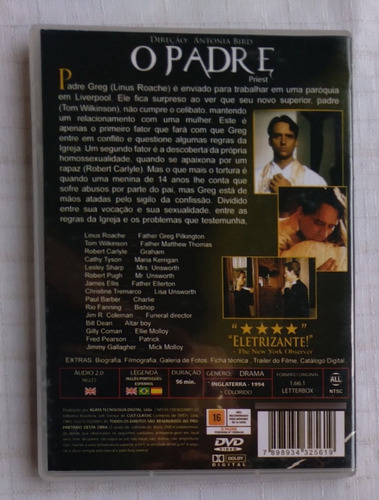 DIREÇÃO ANTONIA BIRD
O PADRE
Priest
Padre Greg (Linus Roache) é enviado para trabalhar em uma paróquia
em Liverpool. Ele fica surpreso ao ver que seu novo superior, padre
(Tom Wilkinson), não cumpre o celibato, mantendo
um relacionamento com uma mulher. Este é
apenas o primeiro fator que fará com que Greg
entre em conflito e questione algumas regras da
Igreja. Um segundo fator é a descoberta da própria
homossexualidade, quando se apaixona por um
rapaz (Robert Carlyle). Mas o que mais o tortura é
quando uma menina de 14 anos lhe conta que
sofre abusos por parte do pai, mas Greg está de
mãos atadas pelo sigilo da confissão. Dividido
entre sua vocação e sua sexualidade, entre as
regras da Igreja e os problemas que testemunha,
Linus Roache ... Father Greg Pilkington
Tom Wilkinson ... Father Matthew Thomas
Robert Carlyle ... Graham
Cathy Tyson ... Maria Kerrigan
Lesley Sharp ... Mrs. Unsworth
Robert Pugh ... Mr. Unsworth
James Ellis ... Father Ellerton
Christine Tremarco ... Lisa Unsworth
Paul Barber ... Charlie
Rio Fanning ... Bishop
Jim R. Coleman ... Funeral director
Bill Dean ... Altar boy
Gilly Coman ... Ellie Molloy
Fred Pearson ... Patrick
Jimmy Gallagher ... Mick Molloy
"ELETRIZANTE!"
The New York Observer
EXTRAS: Biografia. Filmografia. Galeria de Fotos. Ficha técnica. Trailer do Filme. Catálogo Digital.
ÁUDIO 2.0
INGLÊS
LEGENDA
INGLÊS-PORTUGUÊS-
ESPANHOL
DURAÇÃO
96 min.
GENERO: DRAMA
INGLATERRA - 1994
COLORIDO
FORMATO ORIGINAL
1.66.1
LETTERBOX
ALL
NTSC
16
DVD
VIDEO
DOLBY
DIGITAL
7898934325619